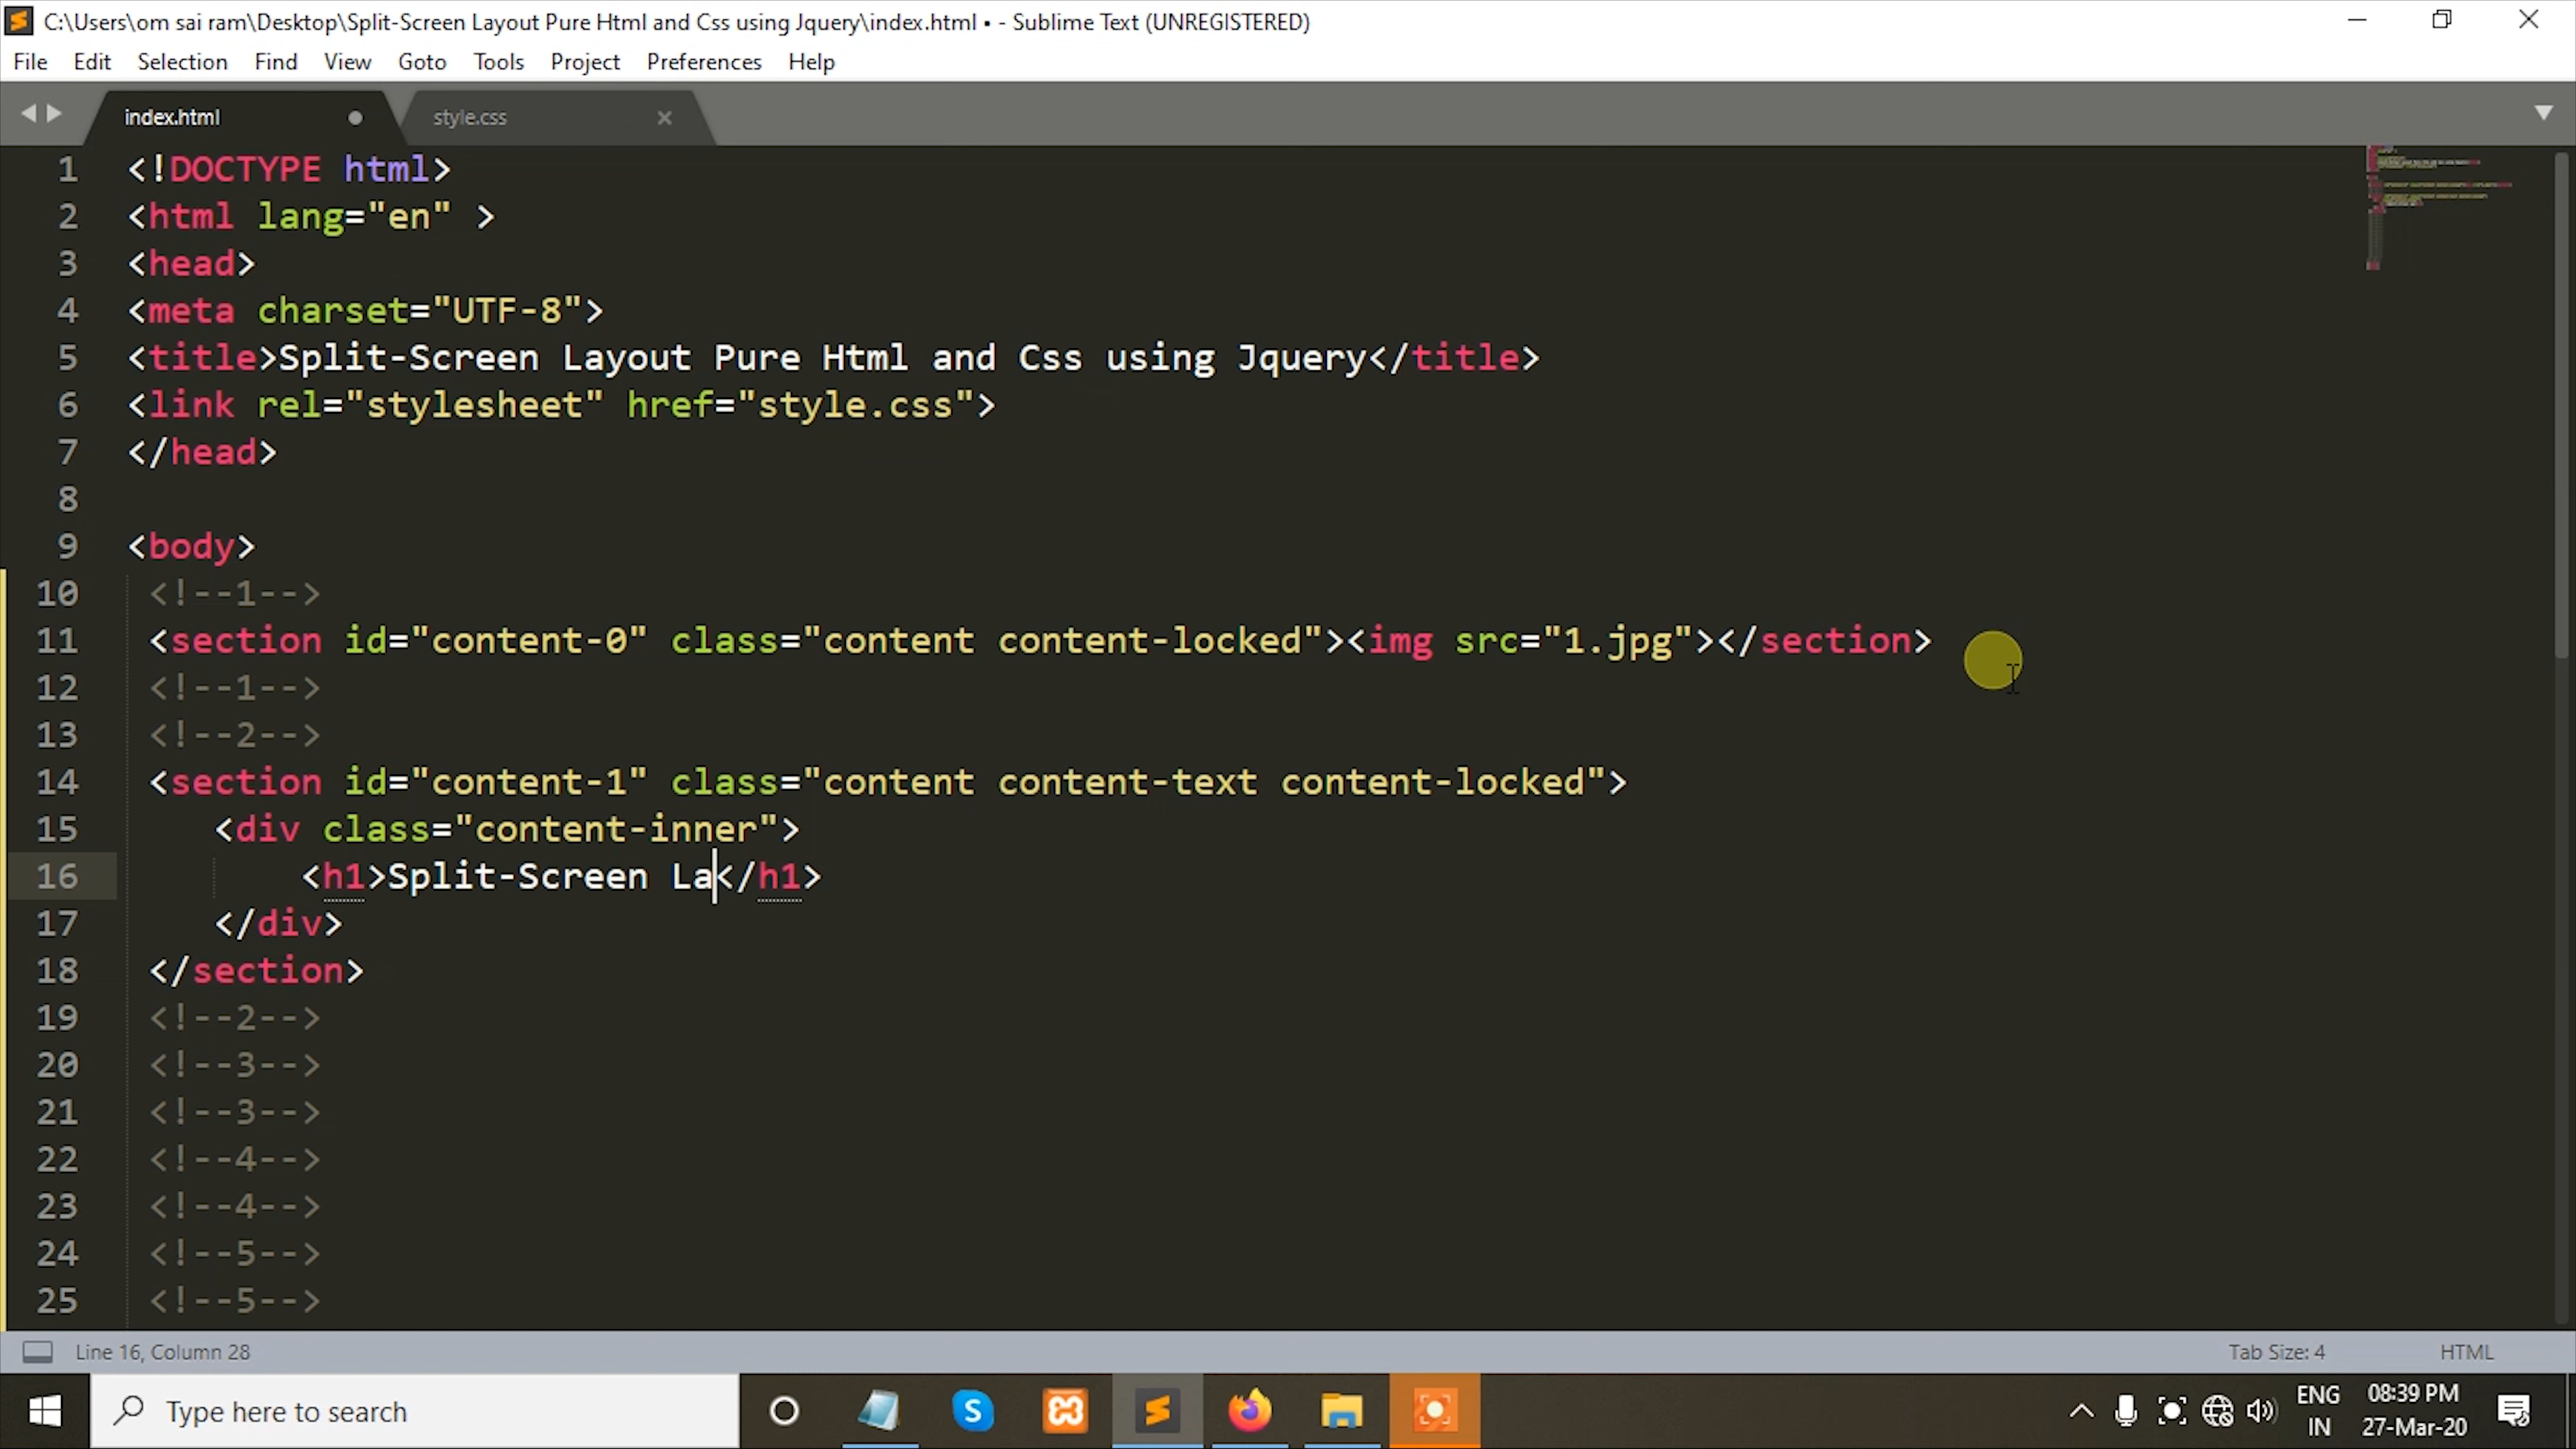 C:\Users\om sai ram\Desktop\Split-Screen Layout Pure Html and Css using Jquery\index.html • - Sublime Text (UNREGISTERED)
File Edit Selection Find View Goto Tools Project Preferences Help
index.html style.css
1 <!DOCTYPE html>
2 <html lang="en" >
3 <head>
4 <meta charset="UTF-8">
5 <title>Split-Screen Layout Pure Html and Css using Jquery</title>
6 <link rel="stylesheet" href="style.css">
7 </head>
8
9 <body>
10 <!--1-->
11 <section id="content-0" class="content content-locked"><img src="1.jpg"></section>
12 <!--1-->
13 <!--2-->
14 <section id="content-1" class="content content-text content-locked">
15 <div class="content-inner">
16 <h1>Split-Screen La</h1>
17 </div>
18 </section>
19 <!--2-->
20 <!--3-->
21 <!--3-->
22 <!--4-->
23 <!--4-->
24 <!--5-->
25 <!--5-->
Line 16, Column 28 Tab Size: 4 HTML
Type here to search
ENG 08:39 PM
IN 27-Mar-20